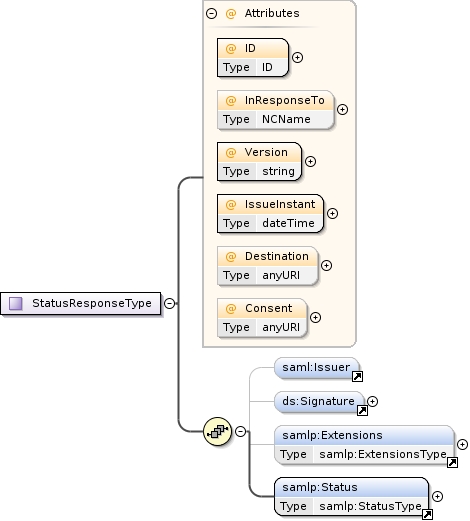 @ Attributes
@ ID
Type ID
@ InResponseTo
Type NCName
@ Version
Type string
@ IssueInstant
Type dateTime
@ Destination
Type anyURI
@ Consent
Type anyURI
StatusResponseType
saml:Issuer
ds:Signature
samlp:Extensions
Type samlp:ExtensionsType
samlp:Status
Type samlp:StatusType